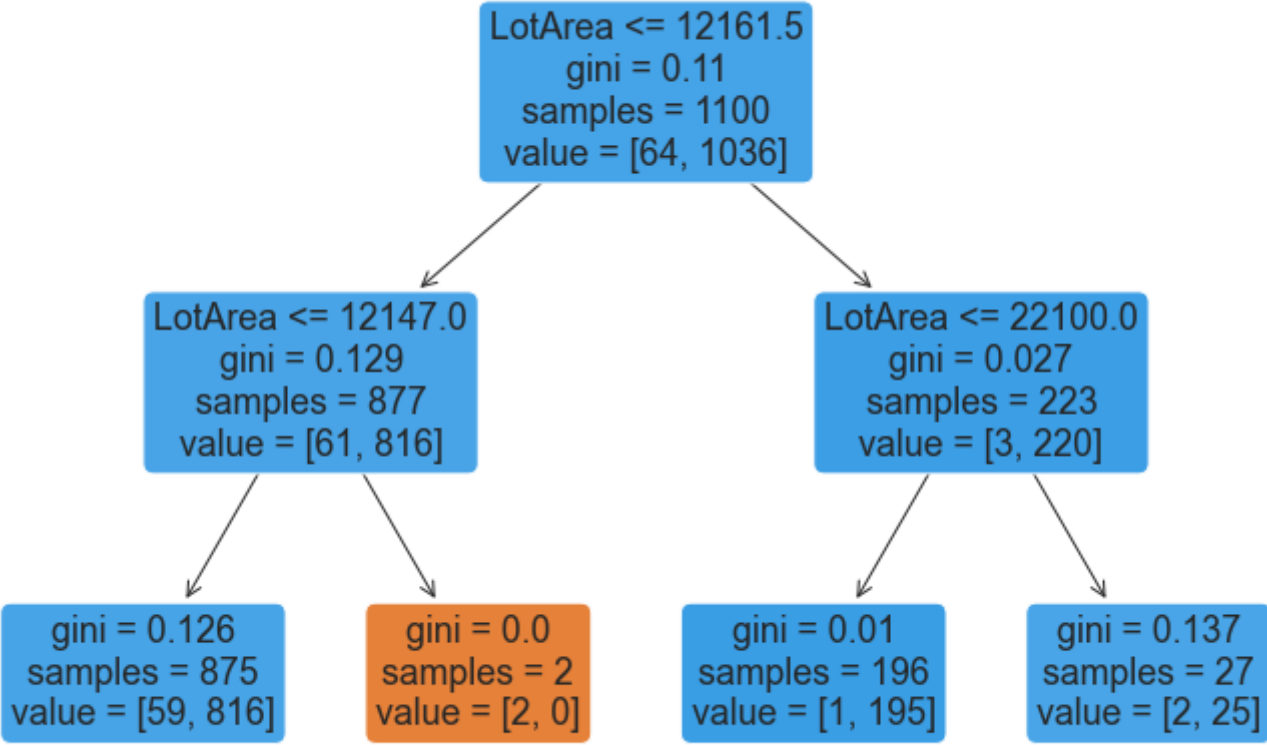 LotArea <= 12161.5
gini = 0.11
samples = 1100
value = [64, 1036]
LotArea <= 12147.0
gini = 0.129
samples = 877
value = [61, 816]
LotArea <= 22100.0
gini = 0.027
samples = 223
value = [3, 220]
gini = 0.126
samples = 875
value = [59, 816]
gini = 0.0
samples = 2
value = [2, 0]
gini = 0.01
samples = 196
value = [1, 195]
gini = 0.137
samples = 27
value = [2, 25]